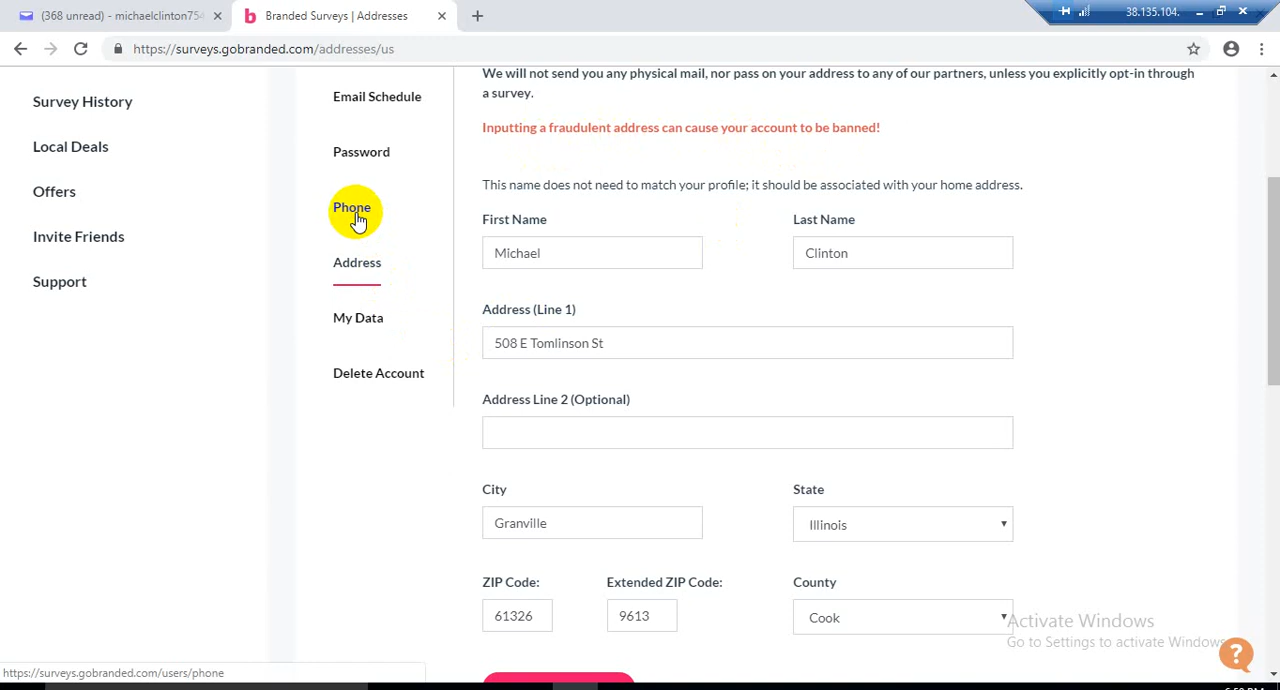 (368 unread) - michaelclinton754
Branded Surveys | Addresses
38.135.104.
https://surveys.gobranded.com/addresses/us
We will not send you any physical mail, nor pass on your address to any of our partners, unless you explicitly opt-in through
a survey.
Inputting a fraudulent address can cause your account to be banned!
This name does not need to match your profile; it should be associated with your home address.
Survey History
Local Deals
Offers
Invite Friends
Support
Email Schedule
Password
Phone
Address
My Data
Delete Account
First Name
Last Name
Michael
Clinton
Address (Line 1)
508 E Tomlinson St
Address Line 2 (Optional)
City
State
Granville
Illinois
ZIP Code:
Extended ZIP Code:
County
61326
9613
Cook
Activate Windows
Go to Settings to activate Windows
?
https://surveys.gobranded.com/users/phone